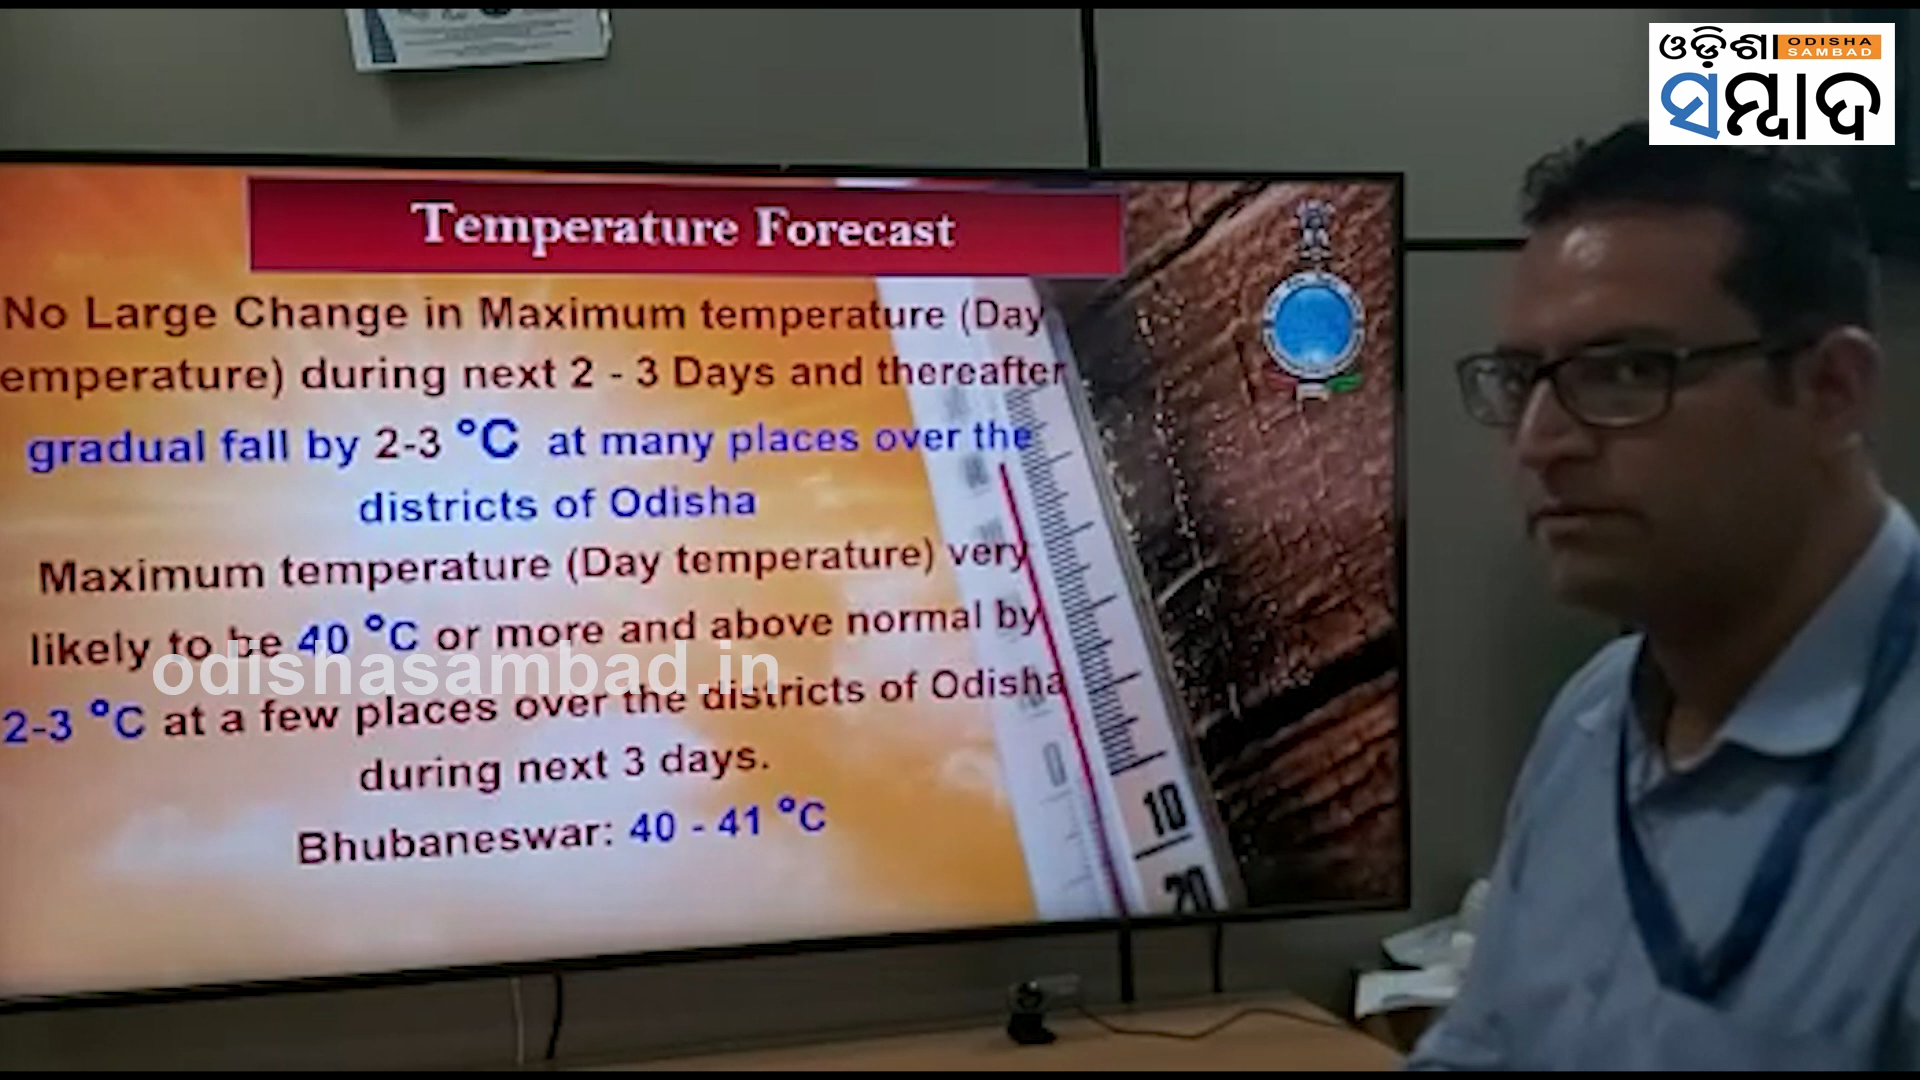 ଓଡ଼ିଶା ODISHA
SAMBAD
ସମ୍ବାଦ
Temperature Forecast
No Large Change in Maximum temperature (Day
emperature) during next 2 - 3 Days and thereafter
gradual fall by 2-3 °C at many places over the
districts of Odisha
Maximum temperature (Day temperature) very
likely to be 40 °C or more and above normal by
odishasambad.in
2-3 °C at a few places over the districts of Odisha
during next 3 days.
Bhubaneswar: 40 - 41 °C
0
10
20